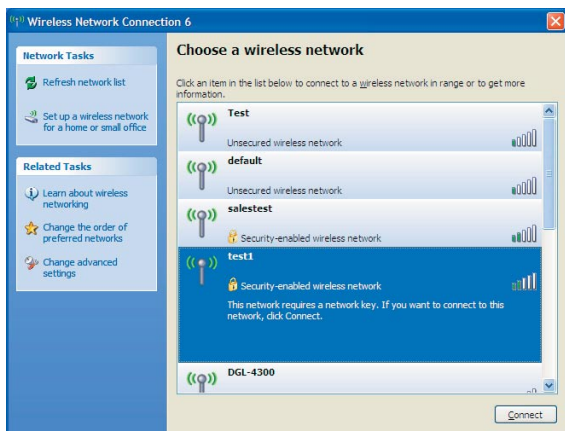 Wireless Network Connection 6
Network Tasks
Refresh network list
Set up a wireless network
for a home or small office
Related Tasks
Learn about wireless
networking
Change the order of
preferred networks
Change advanced
settings
Choose a wireless network
Click an item in the list below to connect to a wireless network in range or to get more
information.
Test
Unsecured wireless network
default
Unsecured wireless network
salestest
Security-enabled wireless network
test1
Security-enabled wireless network
This network requires a network key. If you want to connect to this
network, click Connect.
DGL-4300
Connect